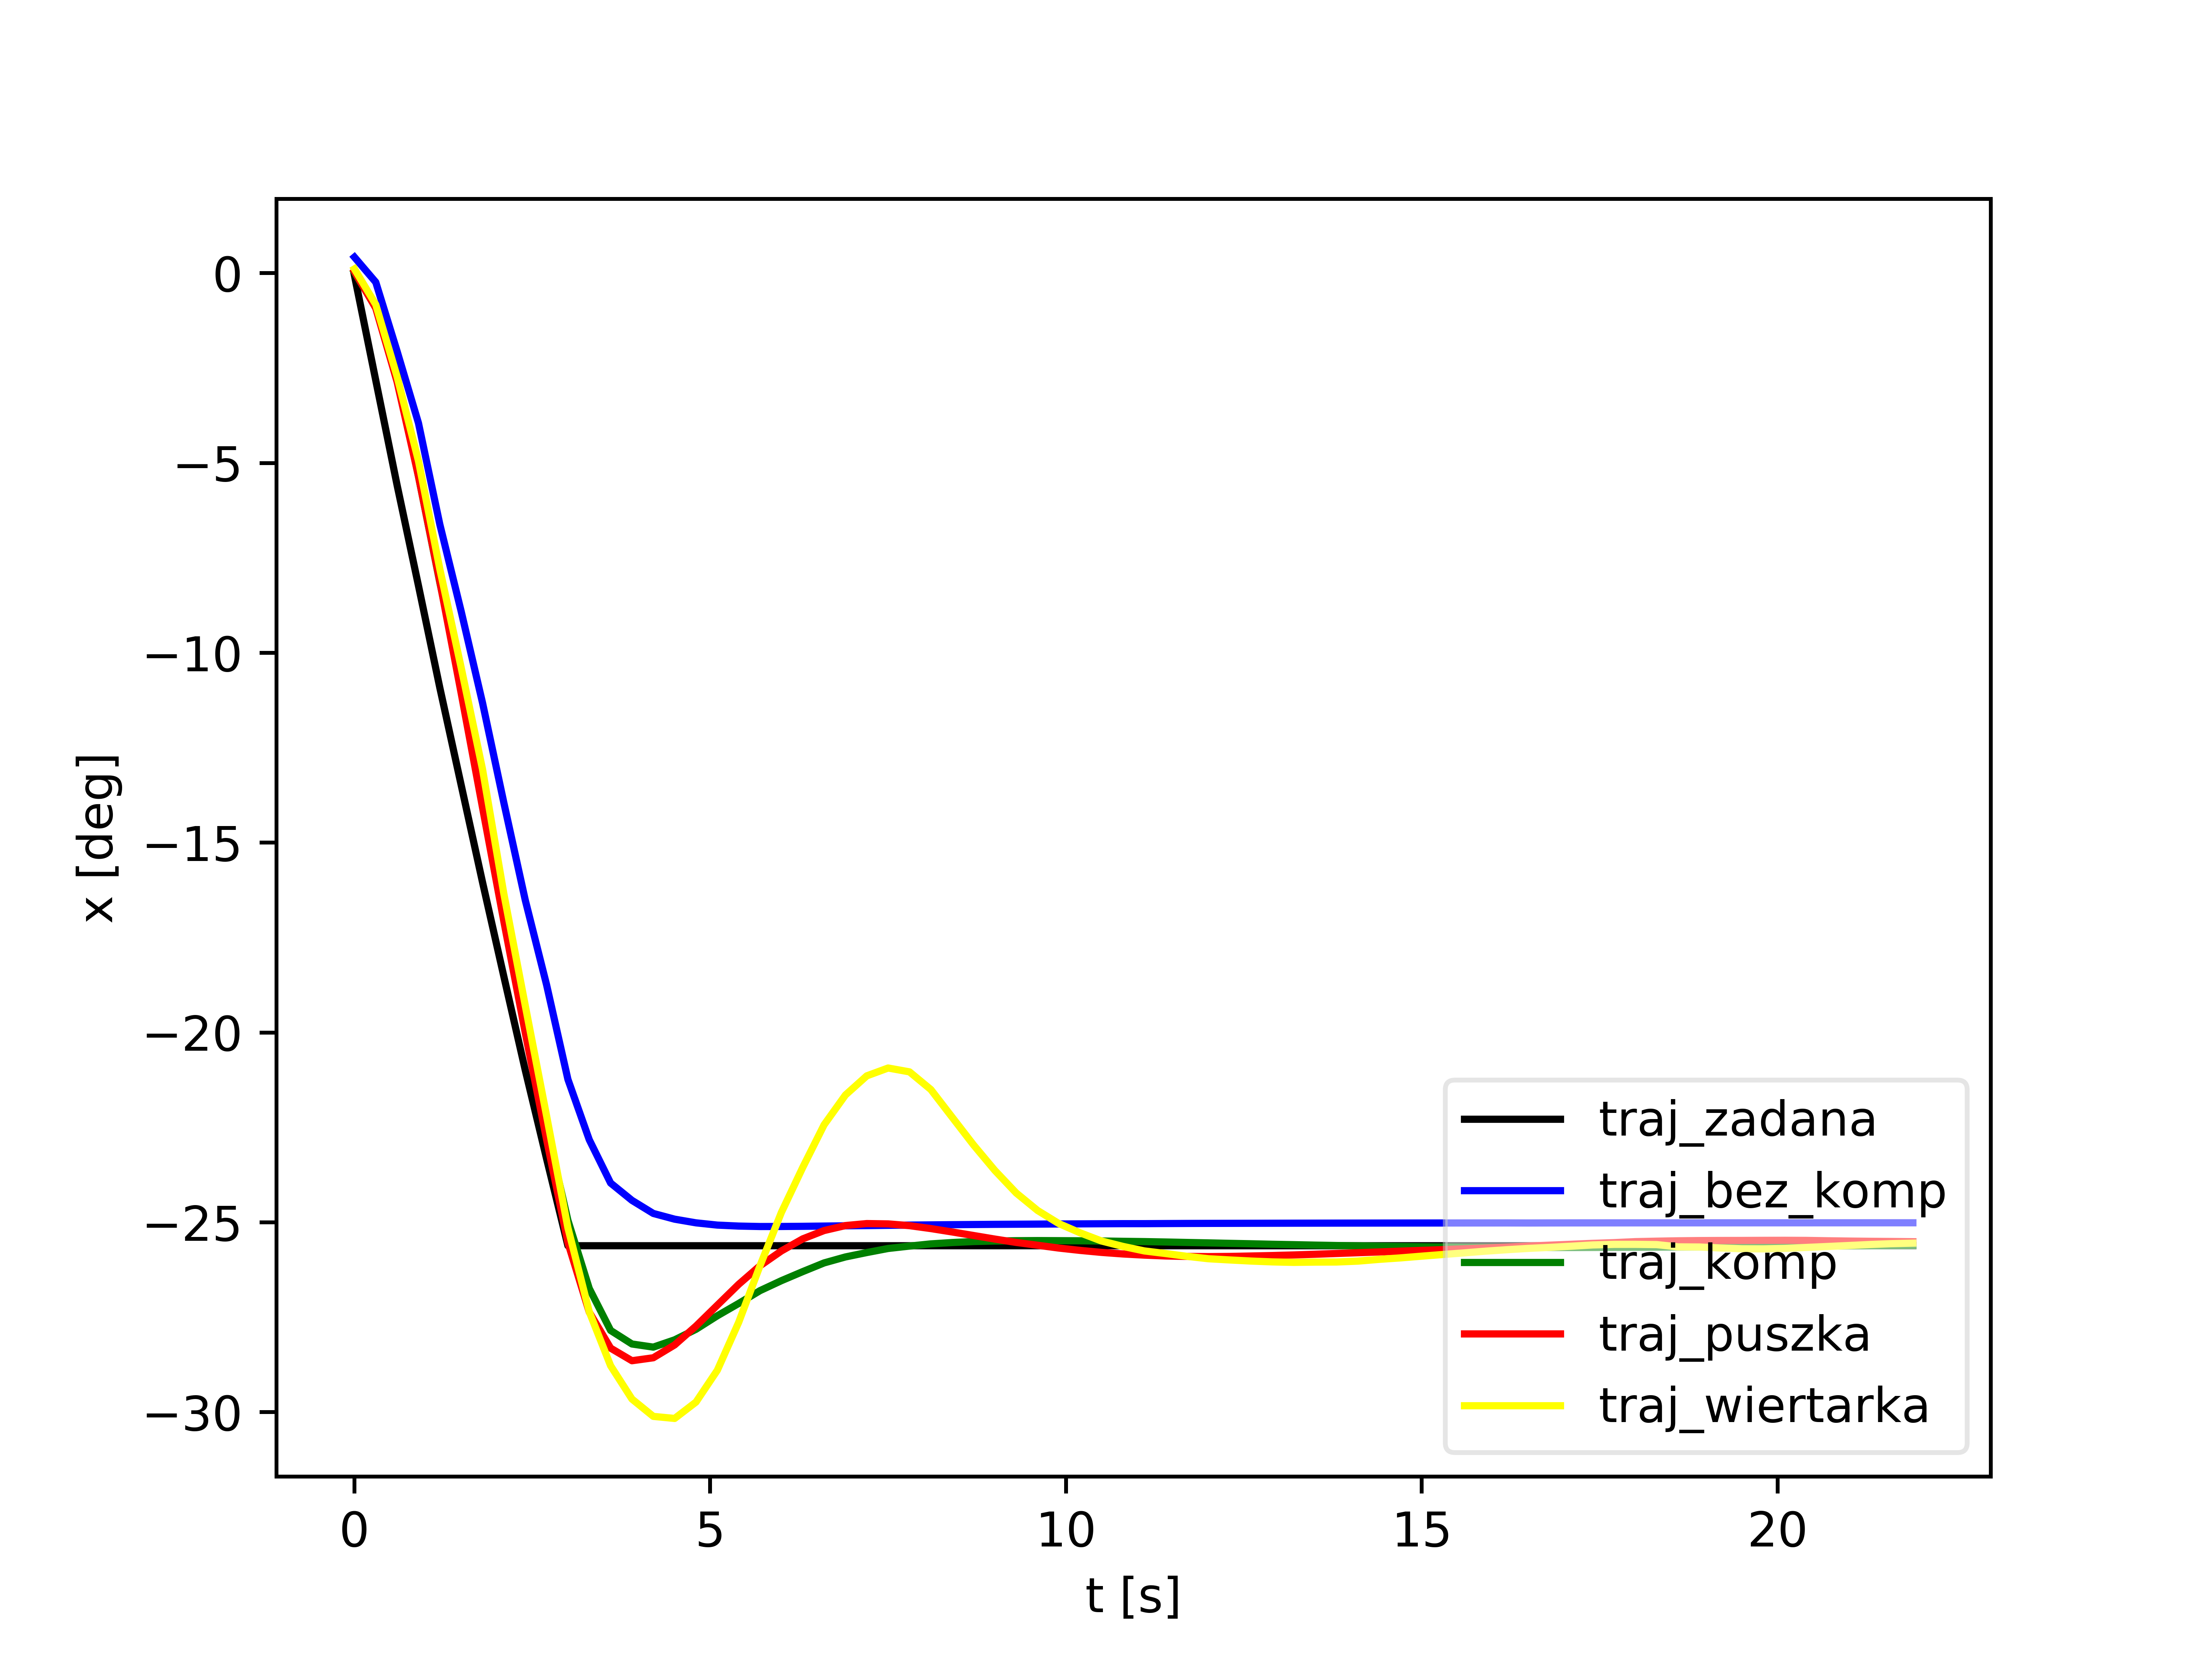 0
−5
−10
−15
−20
−25
−30
x [deg]
traj_zadana
traj_bez_komp
traj_komp
traj_puszka
traj_wiertarka
0 5 10 15 20
t [s]